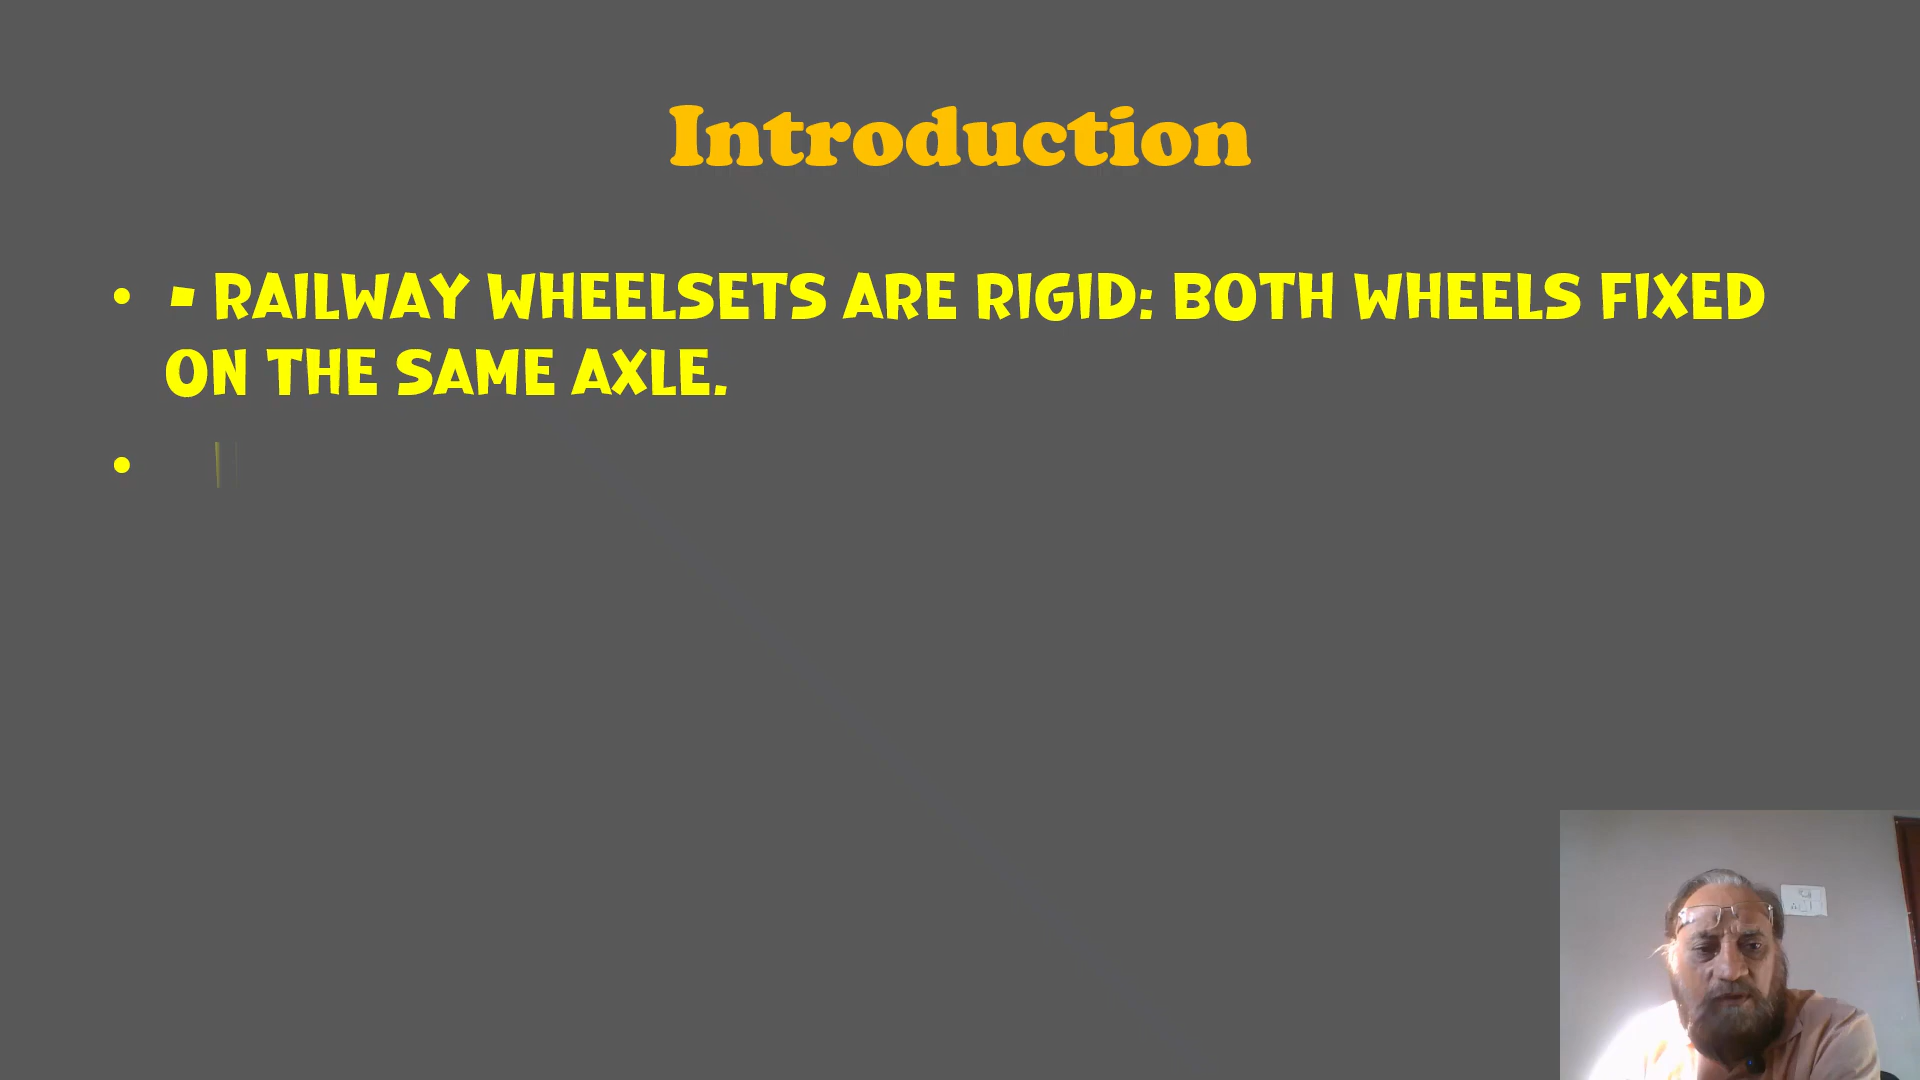 Introduction
• - RAILWAY WHEELSETS ARE RIGID: BOTH WHEELS FIXED
ON THE SAME AXLE.
•